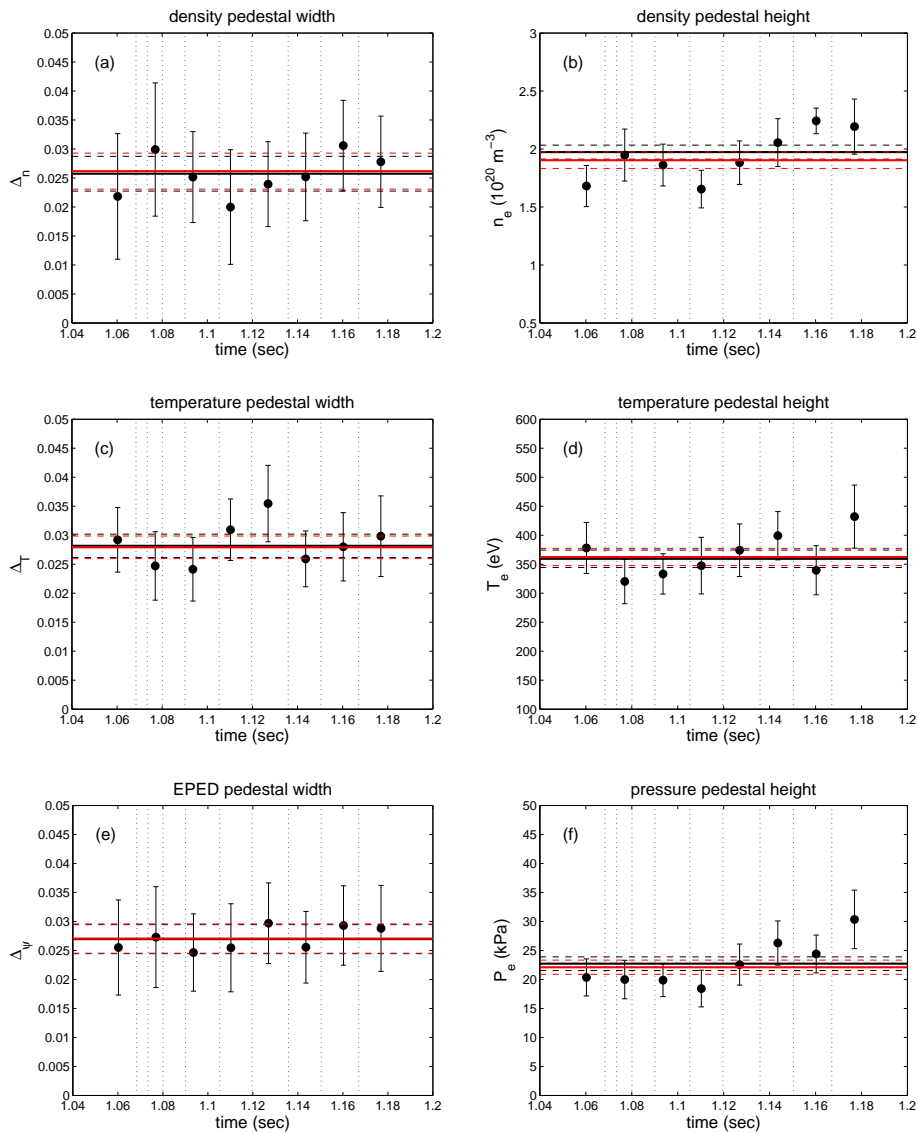 density pedestal width
(a)
Δn
0.05
0.045
0.04
0.035
0.03
0.025
0.02
0.015
0.01
0.005
0
1.04 1.06 1.08 1.1 1.12 1.14 1.16 1.18 1.2
time (sec)
density pedestal height
(b)
n_e (10^20 m^−3)
3
2.5
2
1.5
1
0.5
1.04 1.06 1.08 1.1 1.12 1.14 1.16 1.18 1.2
time (sec)
temperature pedestal width
(c)
Δ_T
0.05
0.045
0.04
0.035
0.03
0.025
0.02
0.015
0.01
0.005
0
1.04 1.06 1.08 1.1 1.12 1.14 1.16 1.18 1.2
time (sec)
temperature pedestal height
(d)
T_e (eV)
600
550
500
450
400
350
300
250
200
150
100
1.04 1.06 1.08 1.1 1.12 1.14 1.16 1.18 1.2
time (sec)
EPED pedestal width
(e)
Δ_ψ
0.05
0.045
0.04
0.035
0.03
0.025
0.02
0.015
0.01
0.005
0
1.04 1.06 1.08 1.1 1.12 1.14 1.16 1.18 1.2
time (sec)
pressure pedestal height
(f)
P_e (kPa)
50
45
40
35
30
25
20
15
10
5
0
1.04 1.06 1.08 1.1 1.12 1.14 1.16 1.18 1.2
time (sec)